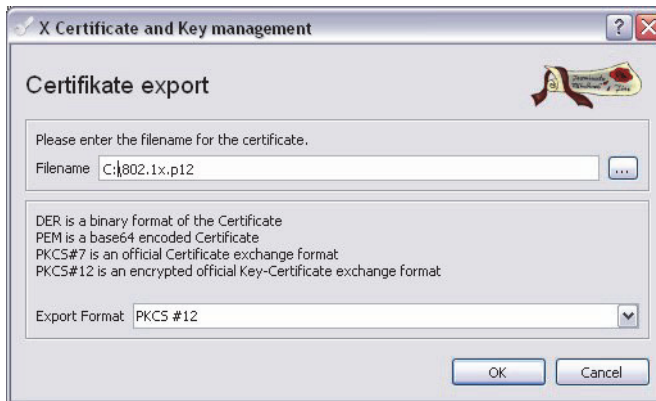 X Certificate and Key management
Certifikate export
Please enter the filename for the certificate.
Filename C:\802.1x.p12 ...
DER is a binary format of the Certificate
PEM is a base64 encoded Certificate
PKCS#7 is an official Certificate exchange format
PKCS#12 is an encrypted official Key-Certificate exchange format
Export Format PKCS #12
OK Cancel